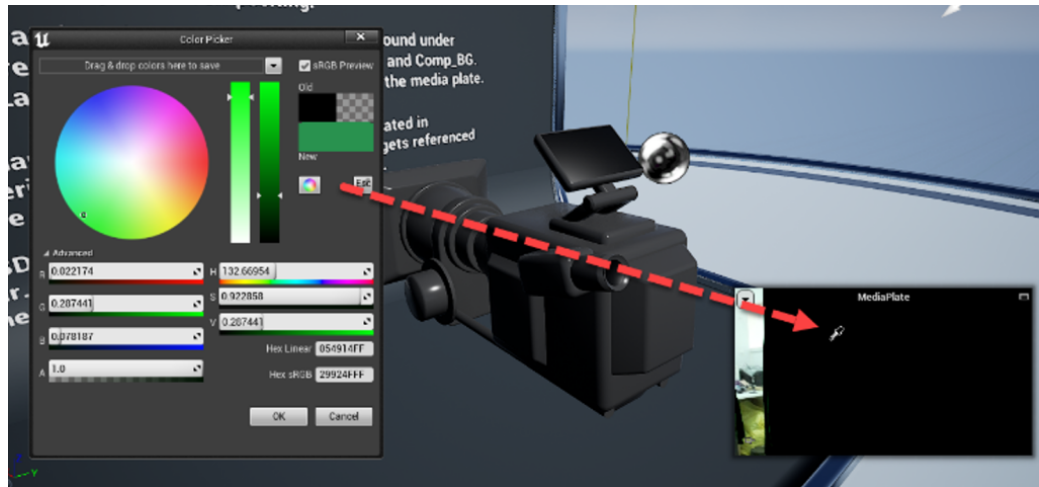 Color Picker
Drag & drop colors here to save
sRGB Preview
Old
New
Esc
Advanced
R 0.022174
G 0.287441
B 0.078187
A 1.0
H 132.66954
S 0.922858
V 0.287441
Hex Linear 054914FF
Hex sRGB 29924FFF
OK Cancel
ound under
and Comp_BG.
the media plate.
ated in
gets referenced
MediaPlate
Y